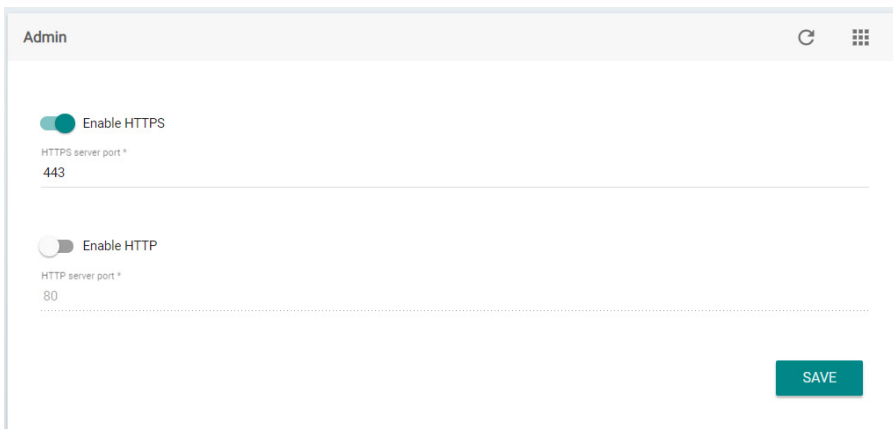 Admin
Enable HTTPS
HTTPS server port *
443
Enable HTTP
HTTP server port *
80
SAVE